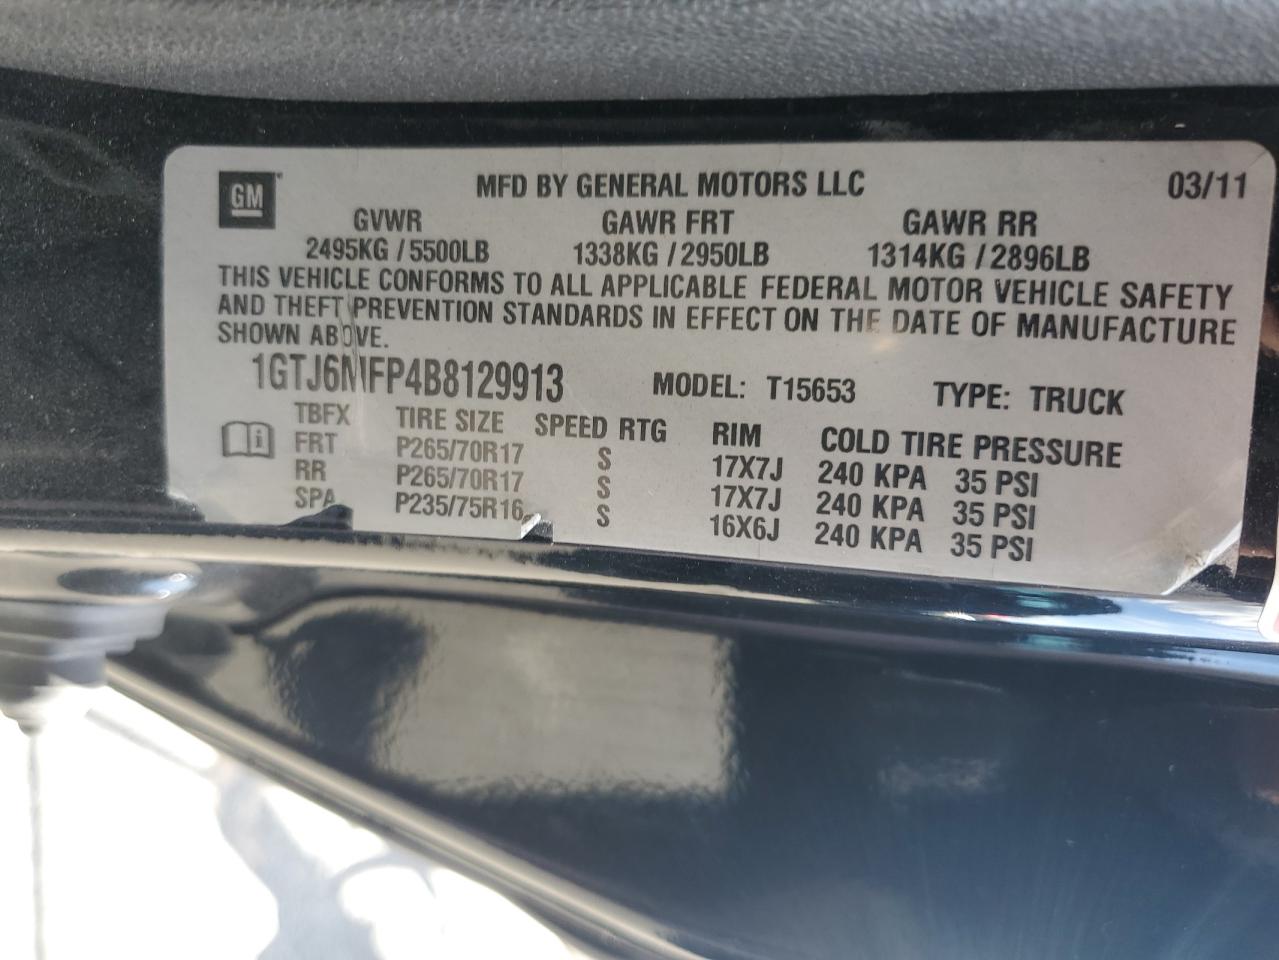 GM
MFD BY GENERAL MOTORS LLC 03/11
GVWR GAWR FRT GAWR RR
2495KG / 5500LB 1338KG / 2950LB 1314KG / 2896LB
THIS VEHICLE CONFORMS TO ALL APPLICABLE FEDERAL MOTOR VEHICLE SAFETY
AND THEFT PREVENTION STANDARDS IN EFFECT ON THE DATE OF MANUFACTURE
SHOWN ABOVE.
1GTJ6MFP4B8129913 MODEL: T15653 TYPE: TRUCK
TBFX TIRE SIZE SPEED RTG RIM COLD TIRE PRESSURE
FRT P265/70R17 S 17X7J 240 KPA 35 PSI
RR P265/70R17 S 17X7J 240 KPA 35 PSI
SPA P235/75R16 S 16X6J 240 KPA 35 PSI